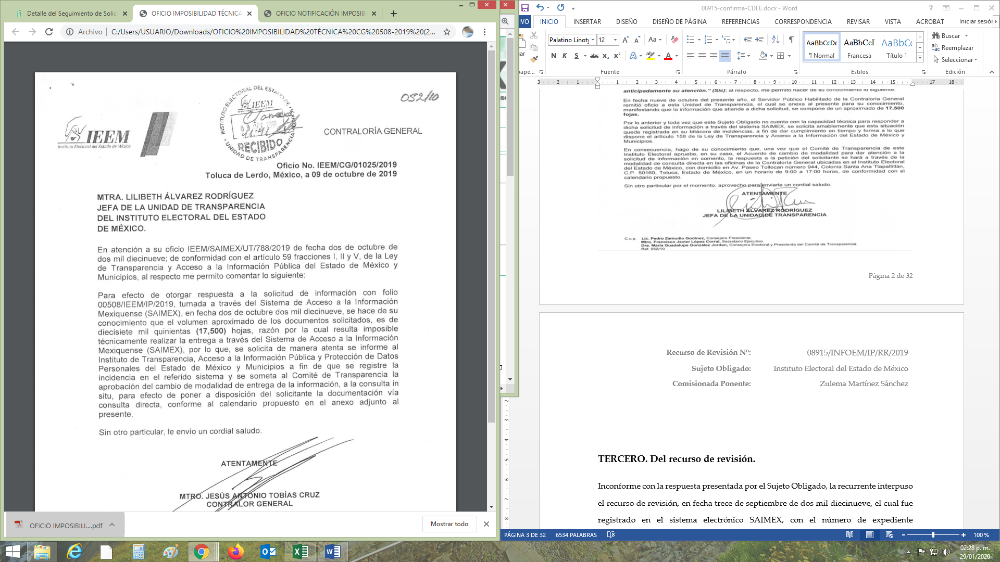 Detalle del Seguimiento de Solici
OFICIO IMPOSIBILIDAD TÉCNICA
OFICIO NOTIFICACIÓN IMPOSIBI
Archivo
C:/Users/USUARIO/Downloads/OFICIO%20IMPOSIBILIDAD%20TÉCNICA%20CG%20508-2019%20(2...
052/10
INSTITUTO ELECTORAL DEL ESTADO DE
IEEM
RECIBIDO
UNIDAD DE TRANSPARENCIA
IEEM
Instituto Electoral del Estado de México
CONTRALORÍA GENERAL
Oficio No. IEEM/CG/01025/2019
Toluca de Lerdo, México, a 09 de octubre de 2019
MTRA. LILIBETH ÁLVAREZ RODRÍGUEZ
JEFA DE LA UNIDAD DE TRANSPARENCIA
DEL INSTITUTO ELECTORAL DEL ESTADO
DE MÉXICO.
En atención a su oficio IEEM/SAIMEX/UT/788/2019 de fecha dos de octubre de
dos mil diecinueve; de conformidad con el artículo 59 fracciones I, II y V, de la Ley
de Transparencia y Acceso a la Información Pública del Estado de México y
Municipios, al respecto me permito comentar lo siguiente:
Para efecto de otorgar respuesta a la solicitud de información con folio
00508/IEEM/IP/2019, turnada a través del Sistema de Acceso a la Información
Mexiquense (SAIMEX), en fecha dos de octubre dos mil diecinueve, se hace de su
conocimiento que el volumen aproximado de los documentos solicitados, es de
diecisiete mil quinientas (17,500) hojas, razón por la cual resulta imposible
técnicamente realizar la entrega a través del Sistema de Acceso a la Información
Mexiquense (SAIMEX), por lo que, se solicita de manera atenta se informe al
Instituto de Transparencia, Acceso a la Información Pública y Protección de Datos
Personales del Estado de México y Municipios a fin de que se registre la
incidencia en el referido sistema y se someta al Comité de Transparencia la
aprobación del cambio de modalidad de entrega de la información, a la consulta in
situ, para efecto de poner a disposición del solicitante la documentación vía
consulta directa, conforme al calendario propuesto en el anexo adjunto al
presente.
Sin otro particular, le envío un cordial saludo.
ATENTAMENTE
MTRO. JESÚS ANTONIO TOBÍAS CRUZ
CONTRALOR GENERAL
OFICIO IMPOSIBILI....pdf
Mostrar todo
08915-confirma-CDFE.docx - Word
IVO INICIO INSERTAR DISEÑO DISEÑO DE PÁGINA REFERENCIAS CORRESPONDENCIA REVISAR VISTA ACROBAT Iniciar sesión
gar
Palatino Linoty 12 Aa
N K S abc x₂ x²
AaBbCcDc AaBbCcI AaBbCc
¶ Normal Francesa Título 1
Buscar
Reemplazar
Seleccionar
pape... Fuente Párrafo Estilos Edición
3 2 1 1 2 3 4 5 6 7 8 9 10 11 12 13 14 15 17 18
anticipadamente su atención." (Sic); al respecto, me permito hacer de su conocimiento lo siguiente:
En fecha nueve de octubre del presente año, el Servidor Público Habilitado de la Contraloría General
remitió oficio a esta Unidad de Transparencia, el cual se anexa al presente para su conocimiento,
manifestando que la información que atiende a dicha solicitud, se compone de un aproximado de 17,500
fojas.
Por lo anterior y toda vez que este Sujeto Obligado no cuenta con la capacidad técnica para responder a
dicha solicitud de información a través del sistema SAIMEX, se solicita amablemente que esta situación
quede registrada en su bitácora de incidencias, a fin de dar cumplimiento en tiempo y forma a lo que
dispone el artículo 158 de la Ley de Transparencia y Acceso a la Información del Estado de México y
Municipios.
En consecuencia, hago de su conocimiento que, una vez que el Comité de Transparencia de este
Instituto Electoral apruebe, en su caso, el Acuerdo de cambio de modalidad para dar atención a la
solicitud de información en comento, la respuesta a la petición del solicitante se hará a través de la
modalidad de consulta directa en las oficinas de la Contraloría General ubicadas en el Instituto Electoral
del Estado de México, con domicilio en Av. Paseo Tollocan número 944, Colonia Santa Ana Tlapaltitlán,
C.P. 50160, Toluca, Estado de México, en un horario de 9:00 a 17:00 horas, de conformidad con el
calendario propuesto.
Sin otro particular por el momento, aprovecho para enviarle un cordial saludo.
ATENTAMENTE
LILIBETH ÁLVAREZ RODRÍGUEZ
JEFA DE LA UNIDAD DE TRANSPARENCIA
C.c.p. Lic. Pedro Zamudio Godínez, Consejero Presidente.
Mtro. Francisco Javier López Corral, Secretario Ejecutivo.
Dra. María Guadalupe González Jordan, Consejera Electoral y Presidenta del Comité de Transparencia.
Ref. 052/10
Página 2 de 32
Recurso de Revisión N°: 08915/INFOEM/IP/RR/2019
Sujeto Obligado: Instituto Electoral del Estado de México
Comisionada Ponente: Zulema Martínez Sánchez
TERCERO. Del recurso de revisión.
Inconforme con la respuesta presentada por el Sujeto Obligado, la recurrente interpuso
el recurso de revisión, en fecha trece de septiembre de dos mil diecinueve, el cual fue
registrado en el sistema electrónico SAIMEX, con el número de expediente
2
3
4
5
6
7
8
PÁGINA 3 DE 32 6534 PALABRAS
100 %
02:28 p. m.
29/01/2020